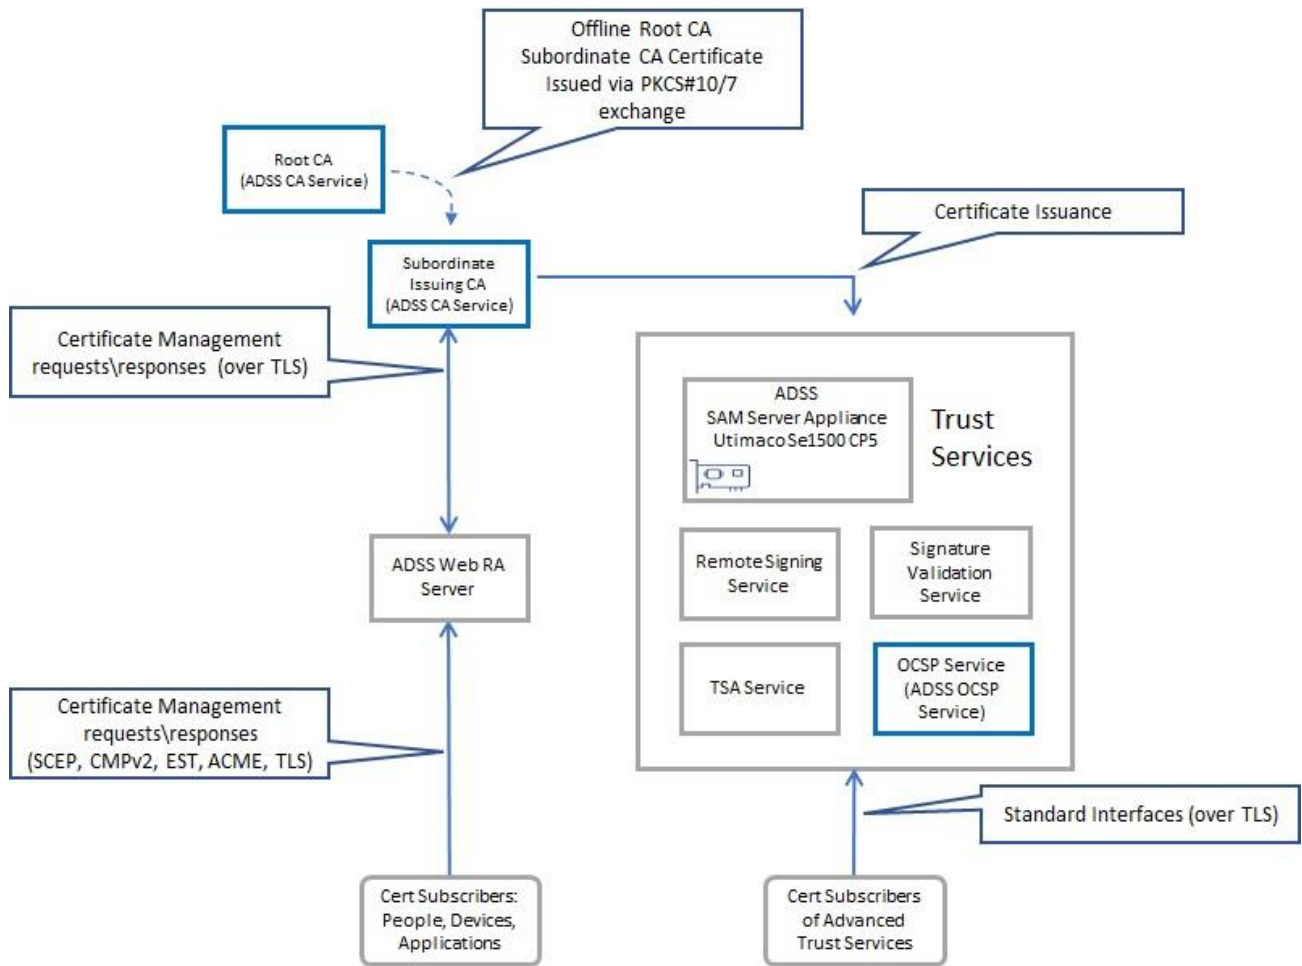 Offline Root CA
Subordinate CA Certificate
Issued via PKCS#10/7
exchange
Root CA
(ADSS CA Service)
Certificate Issuance
Subordinate
Issuing CA
(ADSS CA Service)
Certificate Management
requests\responses (over TLS)
ADSS
SAM Server Appliance
Utimaco Se1500 CP5
Trust
Services
ADSS Web RA
Server
Remote Signing
Service
Signature
Validation
Service
TSA Service
OCSP Service
(ADSS OCSP
Service)
Certificate Management
requests\responses
(SCEP, CMPv2, EST, ACME, TLS)
Standard Interfaces (over TLS)
Cert Subscribers:
People, Devices,
Applications
Cert Subscribers
of Advanced
Trust Services